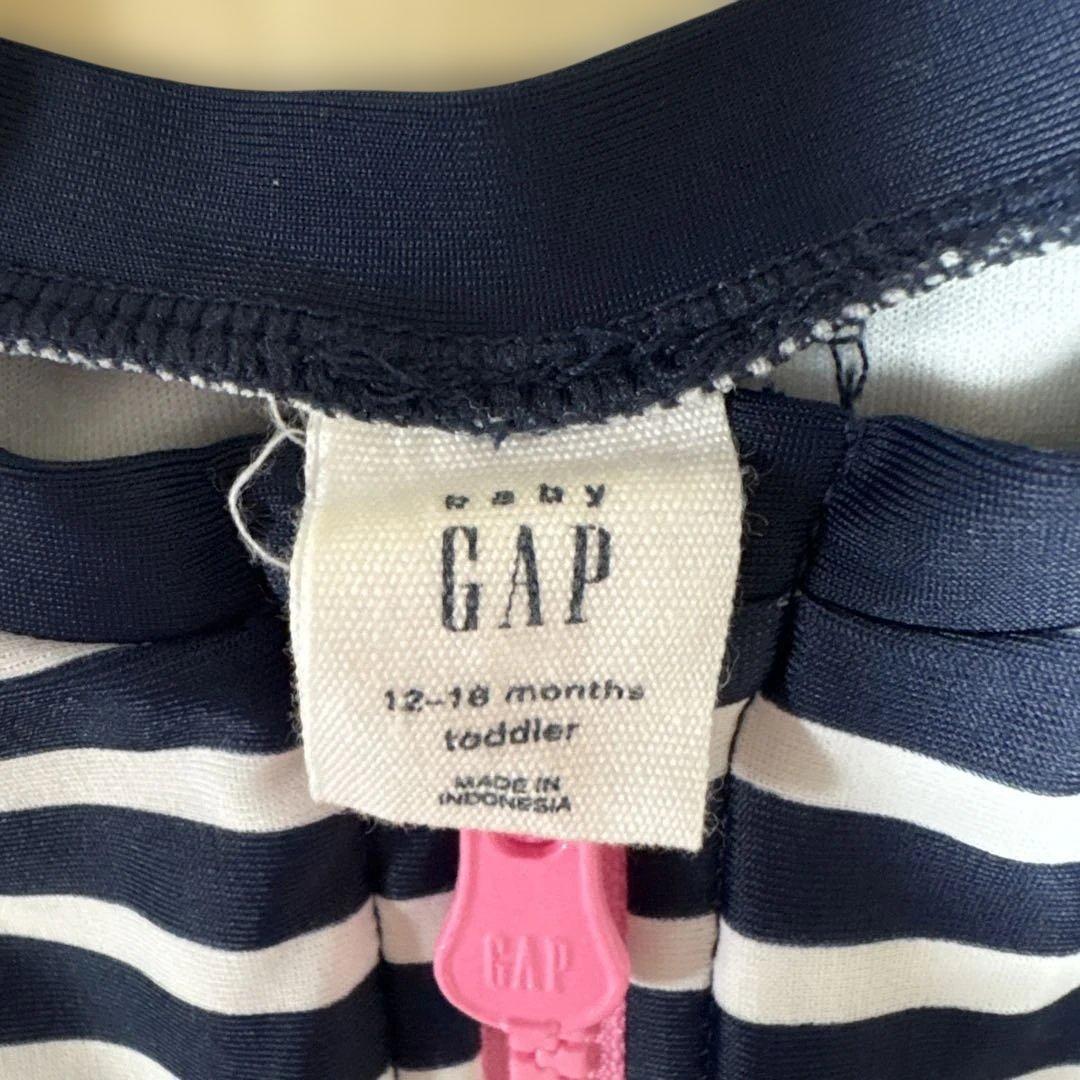 baby
GAP
12-18 months
toddler
MADE IN
INDONESIA
GAP